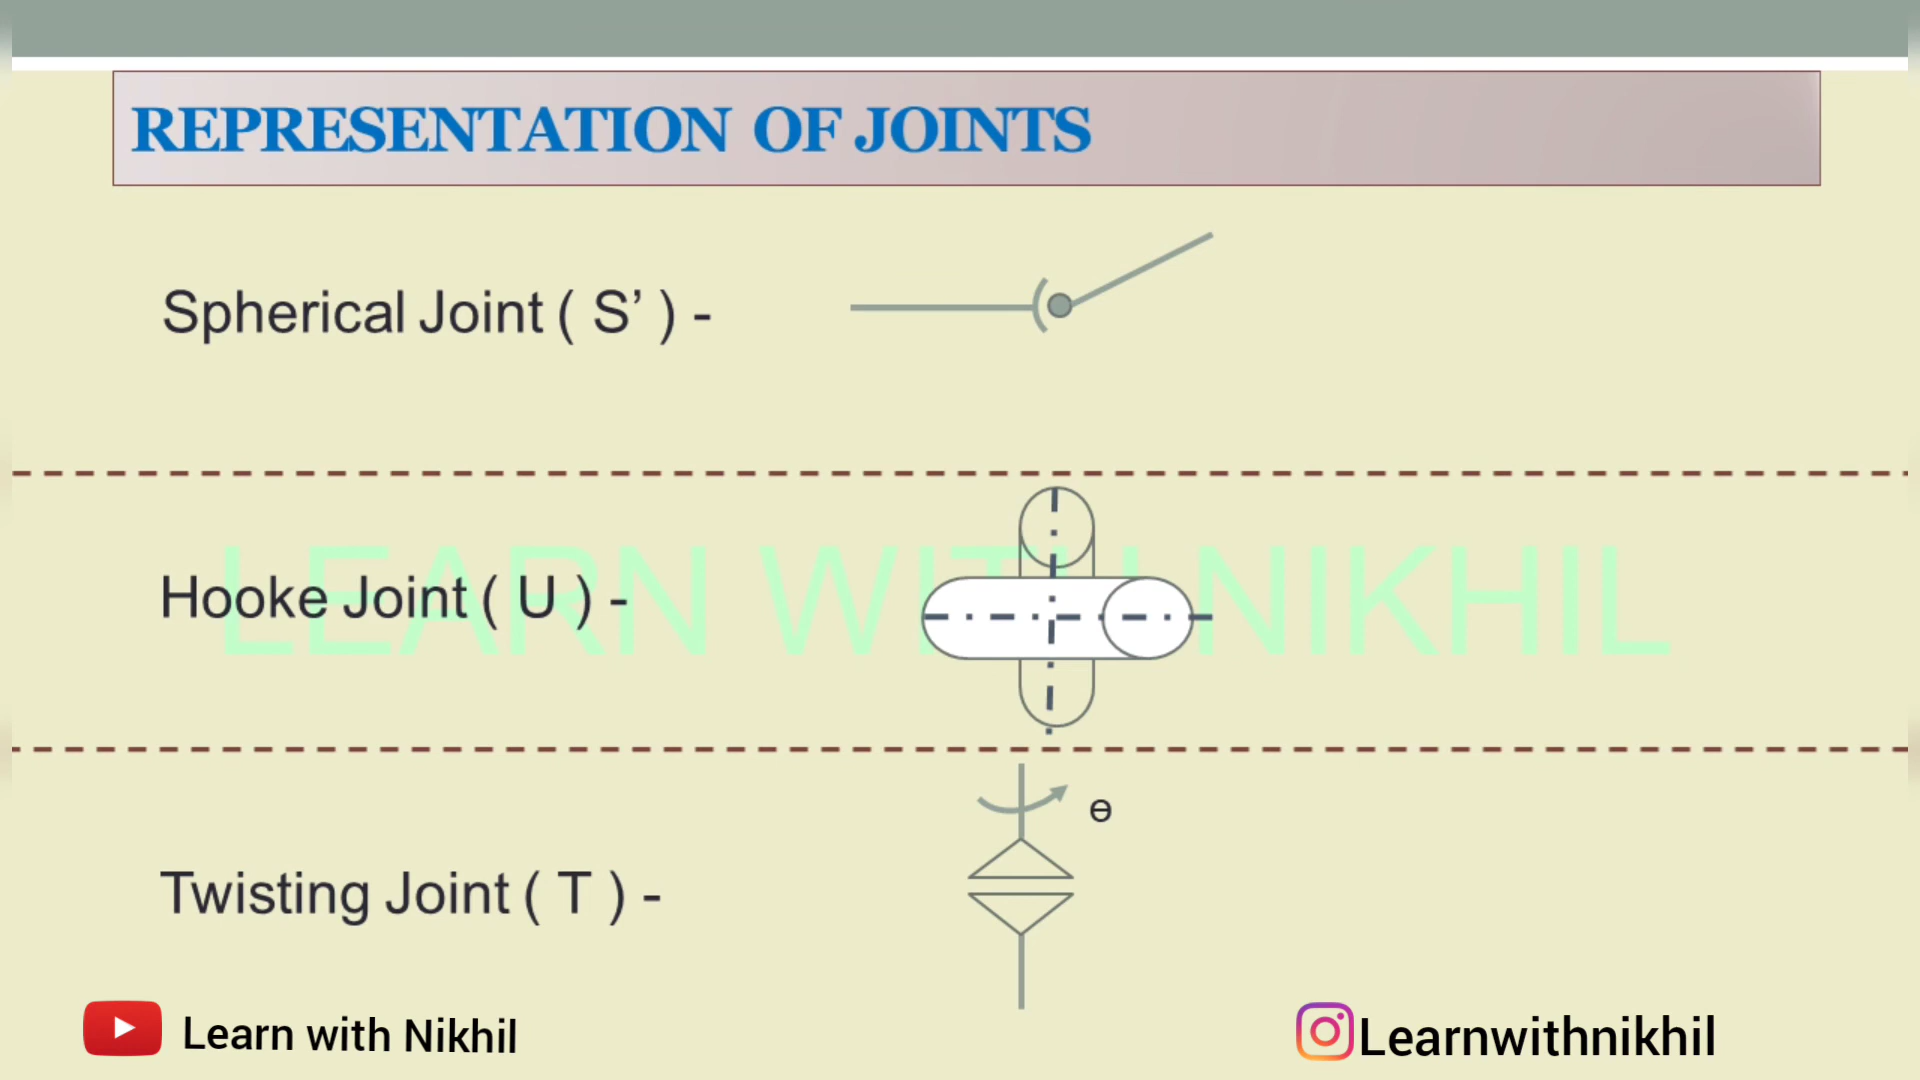 REPRESENTATION OF JOINTS
Spherical Joint ( S’ ) -
LEARN WITH NIKHIL
Hooke Joint ( U ) -
ɵ
Twisting Joint ( T ) -
Learn with Nikhil
Learnwithnikhil